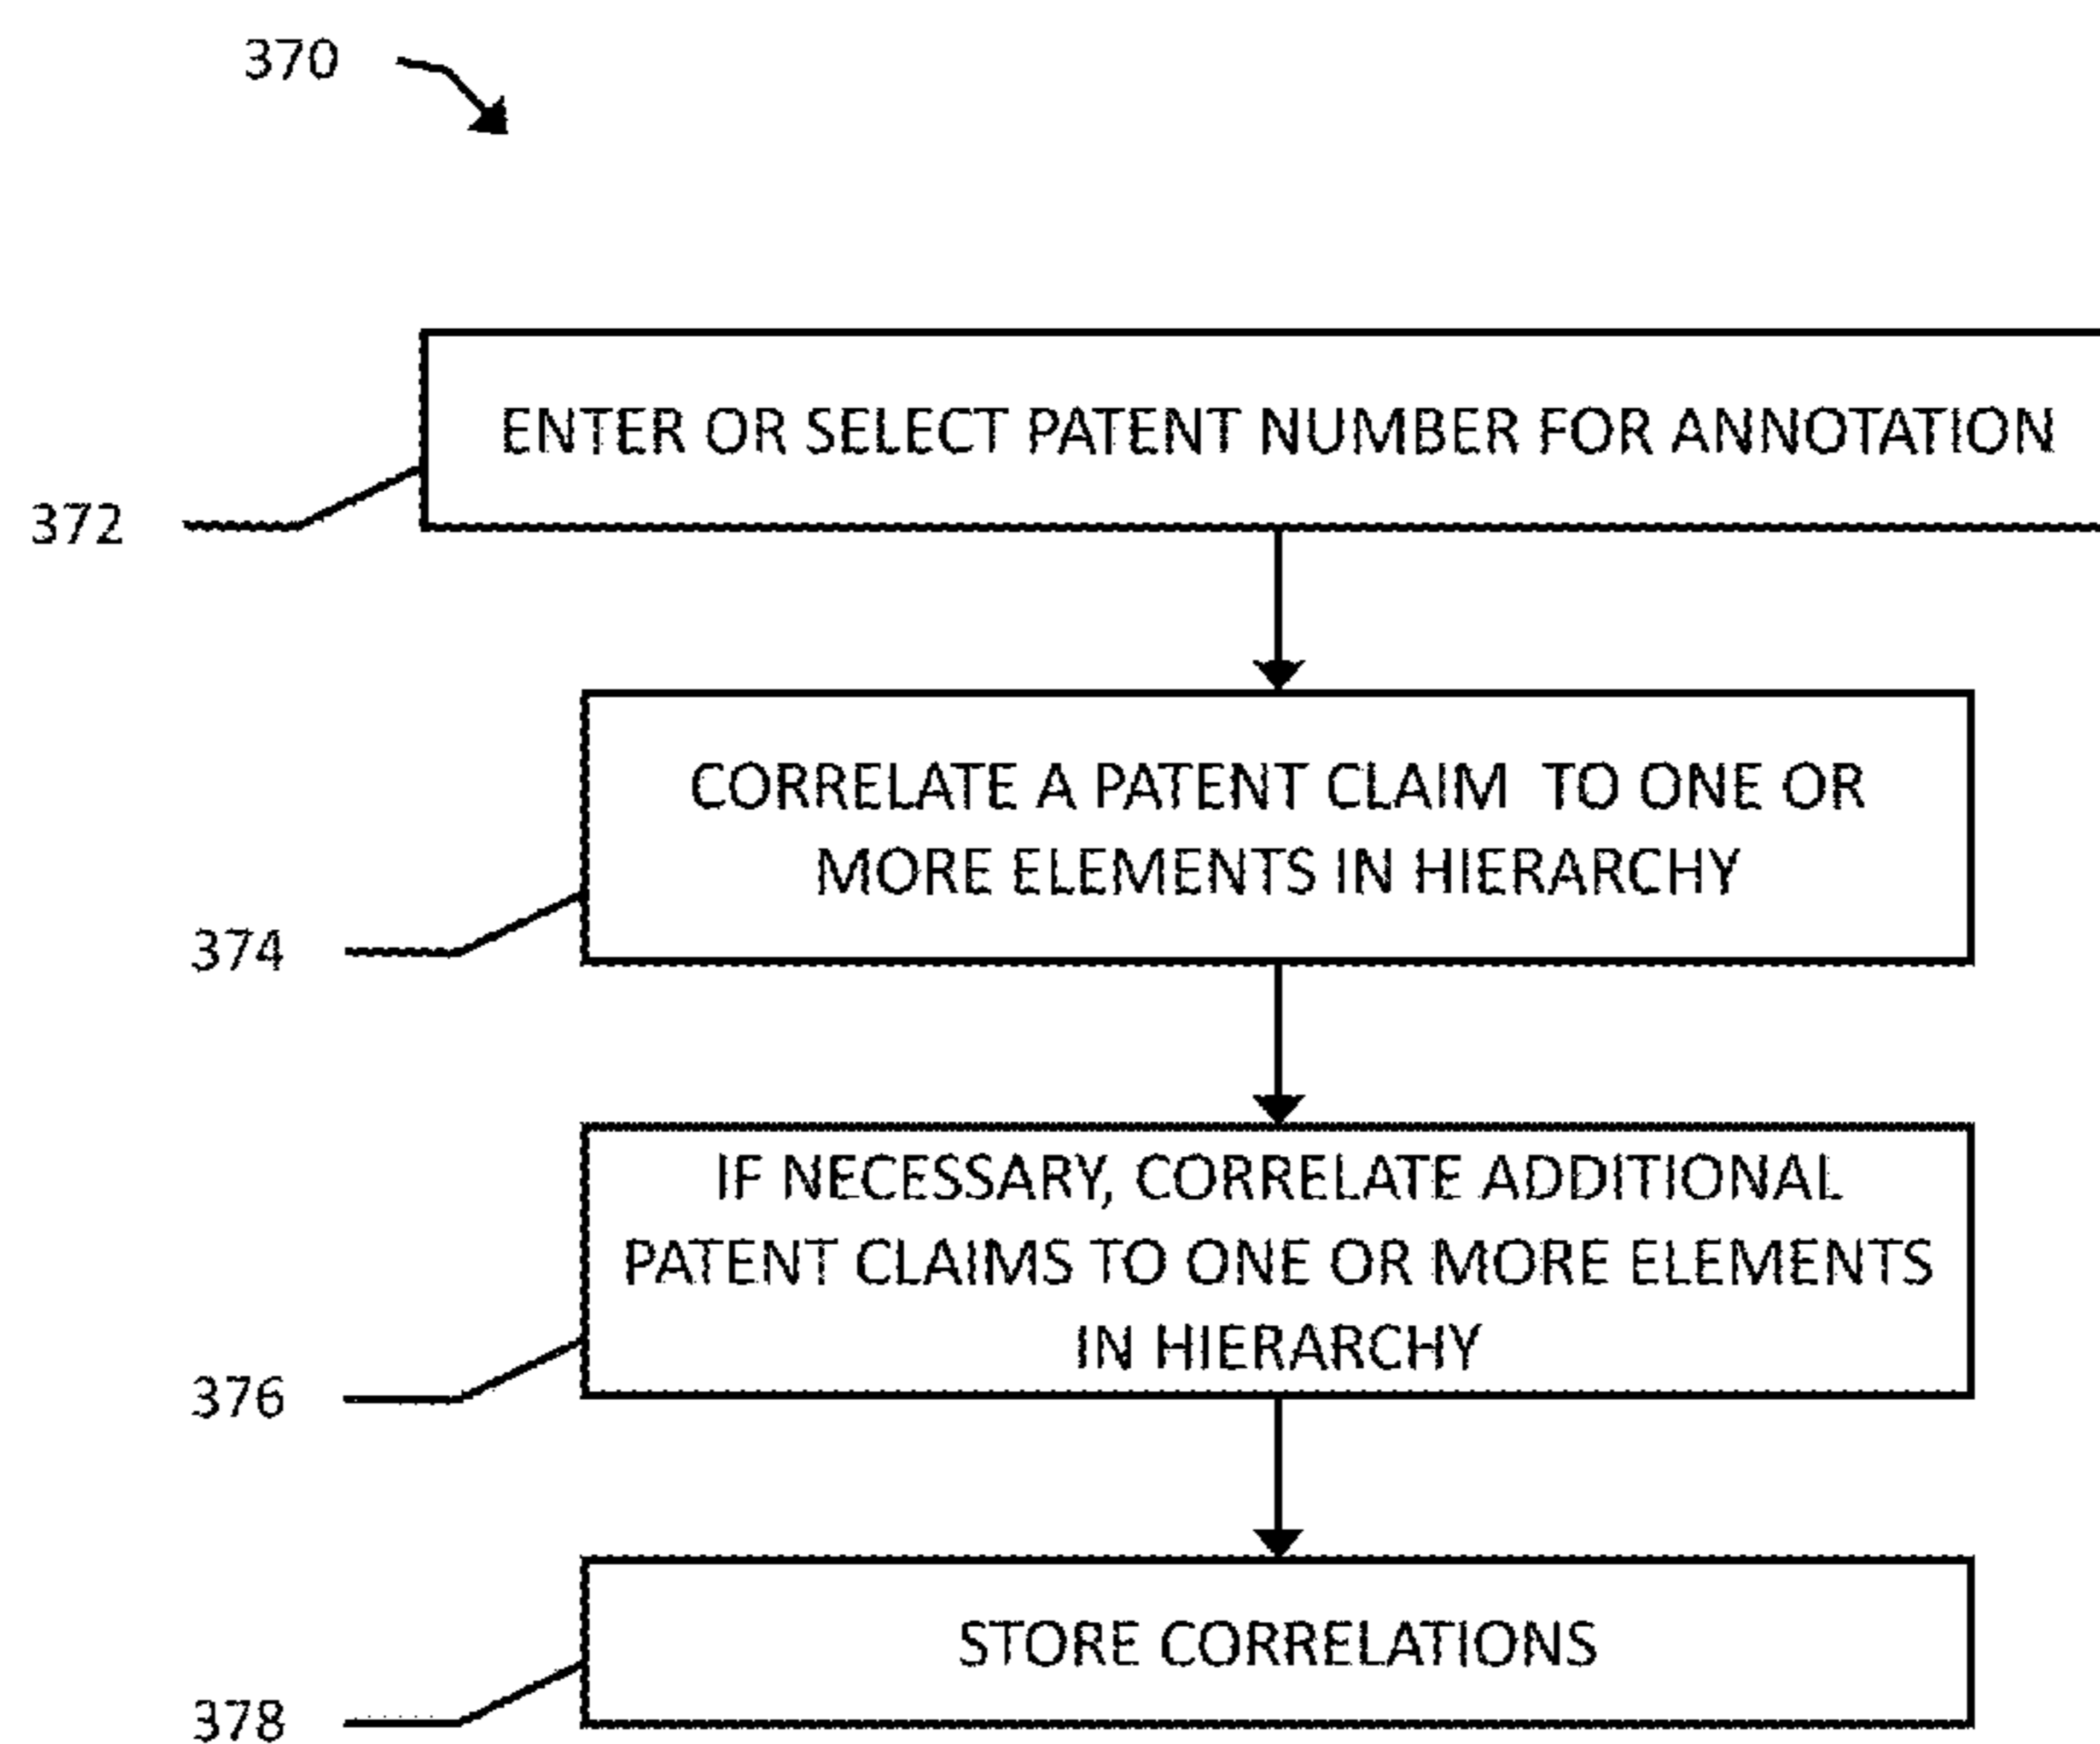 370
ENTER OR SELECT PATENT NUMBER FOR ANNOTATION
372
CORRELATE A PATENT CLAIM TO ONE OR
MORE ELEMENTS IN HIERARCHY
374
IF NECESSARY, CORRELATE ADDITIONAL
PATENT CLAIMS TO ONE OR MORE ELEMENTS
IN HIERARCHY
376
STORE CORRELATIONS
378